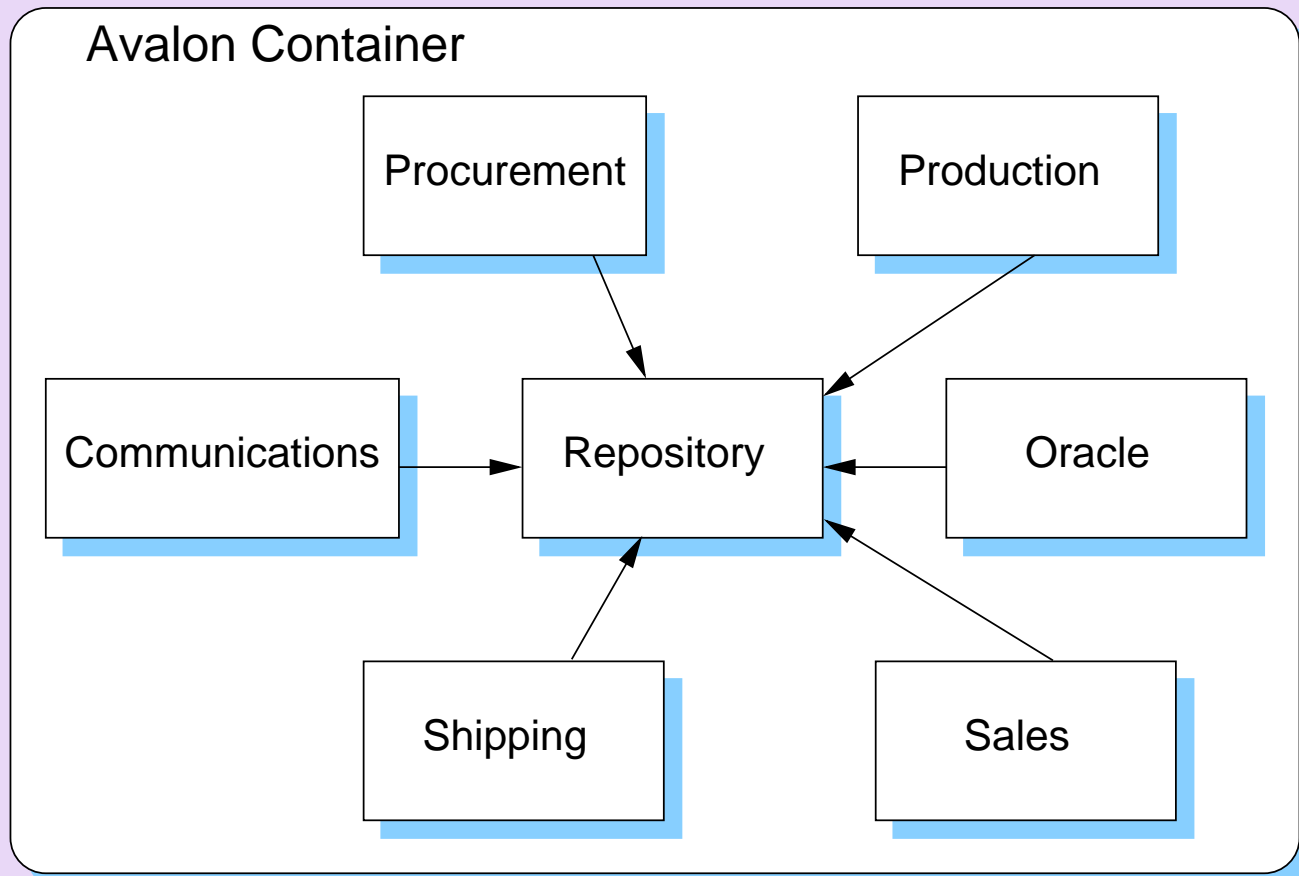 Avalon Container
Procurement
Production
Communications
Repository
Oracle
Shipping
Sales